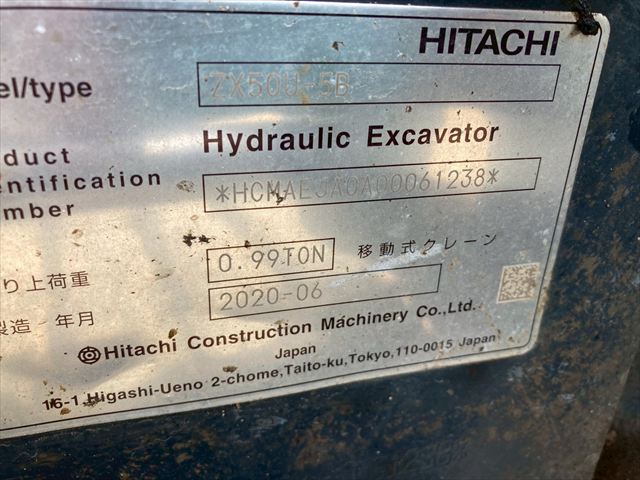 HITACHI
el/type ZX50U-5B
Hydraulic Excavator
oduct
entification
mber
*HCMAEJA0A00061238*
り上荷重 0.99TON 移動式クレーン
製造 年月 2020-06
Hitachi Construction Machinery Co.,Ltd.
Japan
16-1,Higashi-Ueno 2-chome,Taito-ku,Tokyo,110-0015 Japan